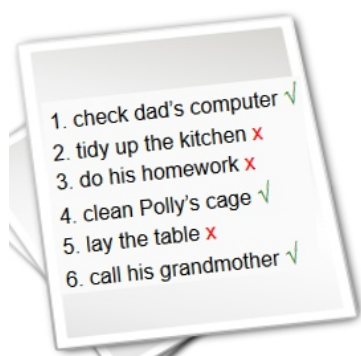 1. check dad's computer √
2. tidy up the kitchen x
3. do his homework x
4. clean Polly's cage √
5. lay the table x
6. call his grandmother √